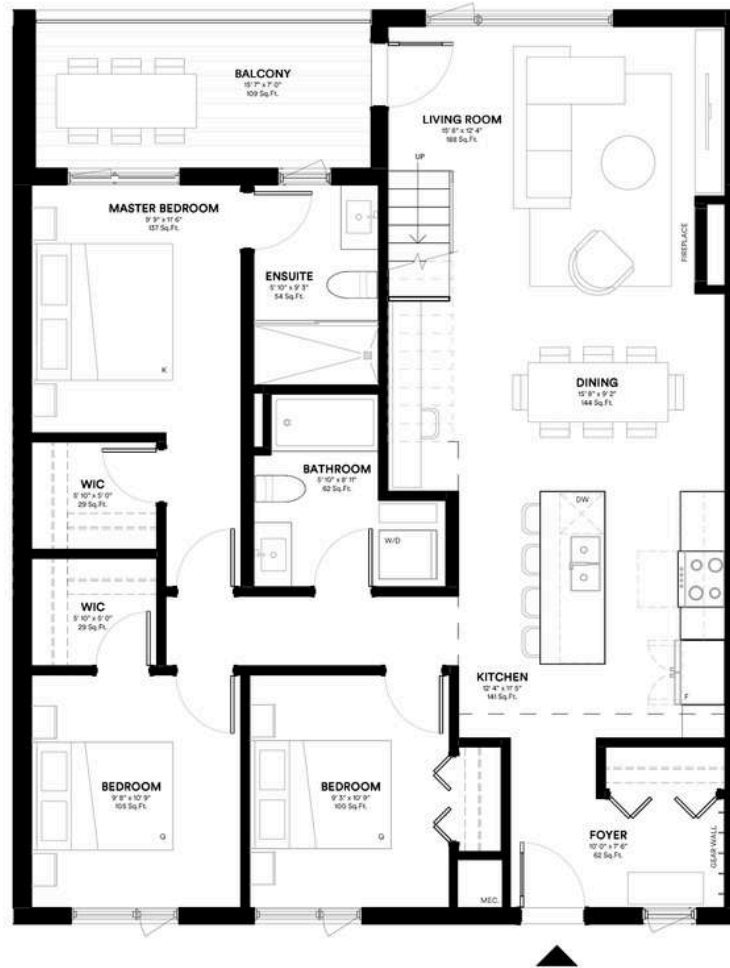 BALCONY
15' 7" x 7' 0"
109 Sq.Ft.
LIVING ROOM
15' 8" x 12' 4"
188 Sq.Ft.
UP
MASTER BEDROOM
9' 9" x 11' 6"
137 Sq.Ft.
FIREPLACE
ENSUITE
5' 10" x 9' 3"
54 Sq.Ft.
K
DINING
15' 8" x 9' 2"
144 Sq.Ft.
BATHROOM
5' 10" x 8' 11"
62 Sq.Ft.
WIC
5' 10" x 5' 0"
29 Sq.Ft.
DW
W/D
WIC
5' 10" x 5' 0"
29 Sq.Ft.
KITCHEN
12' 4" x 11' 5"
141 Sq.Ft.
F
BEDROOM
9' 8" x 10' 9"
105 Sq.Ft.
Q
BEDROOM
9' 3" x 10' 9"
100 Sq.Ft.
Q
FOYER
10' 0" x 7' 6"
62 Sq.Ft.
GEAR WALL
MEC.